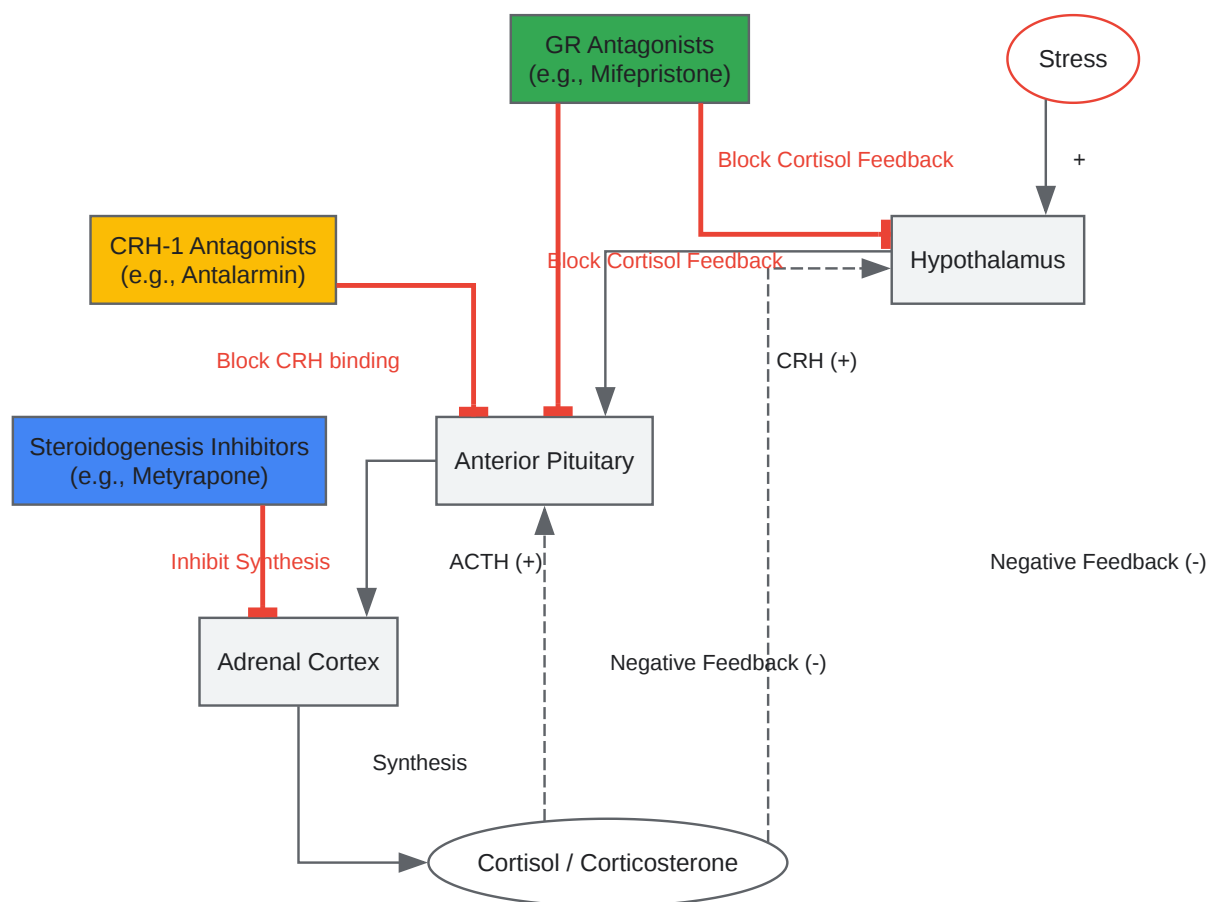 GR Antagonists
(e.g., Mifepristone)
Stress
Block Cortisol Feedback
+
CRH-1 Antagonists
(e.g., Antalarmin)
Block Cortisol Feedback
Hypothalamus
Block CRH binding
CRH (+)
Steroidogenesis Inhibitors
(e.g., Metyrapone)
Anterior Pituitary
Inhibit Synthesis
ACTH (+)
Negative Feedback (-)
Adrenal Cortex
Negative Feedback (-)
Synthesis
Cortisol / Corticosterone